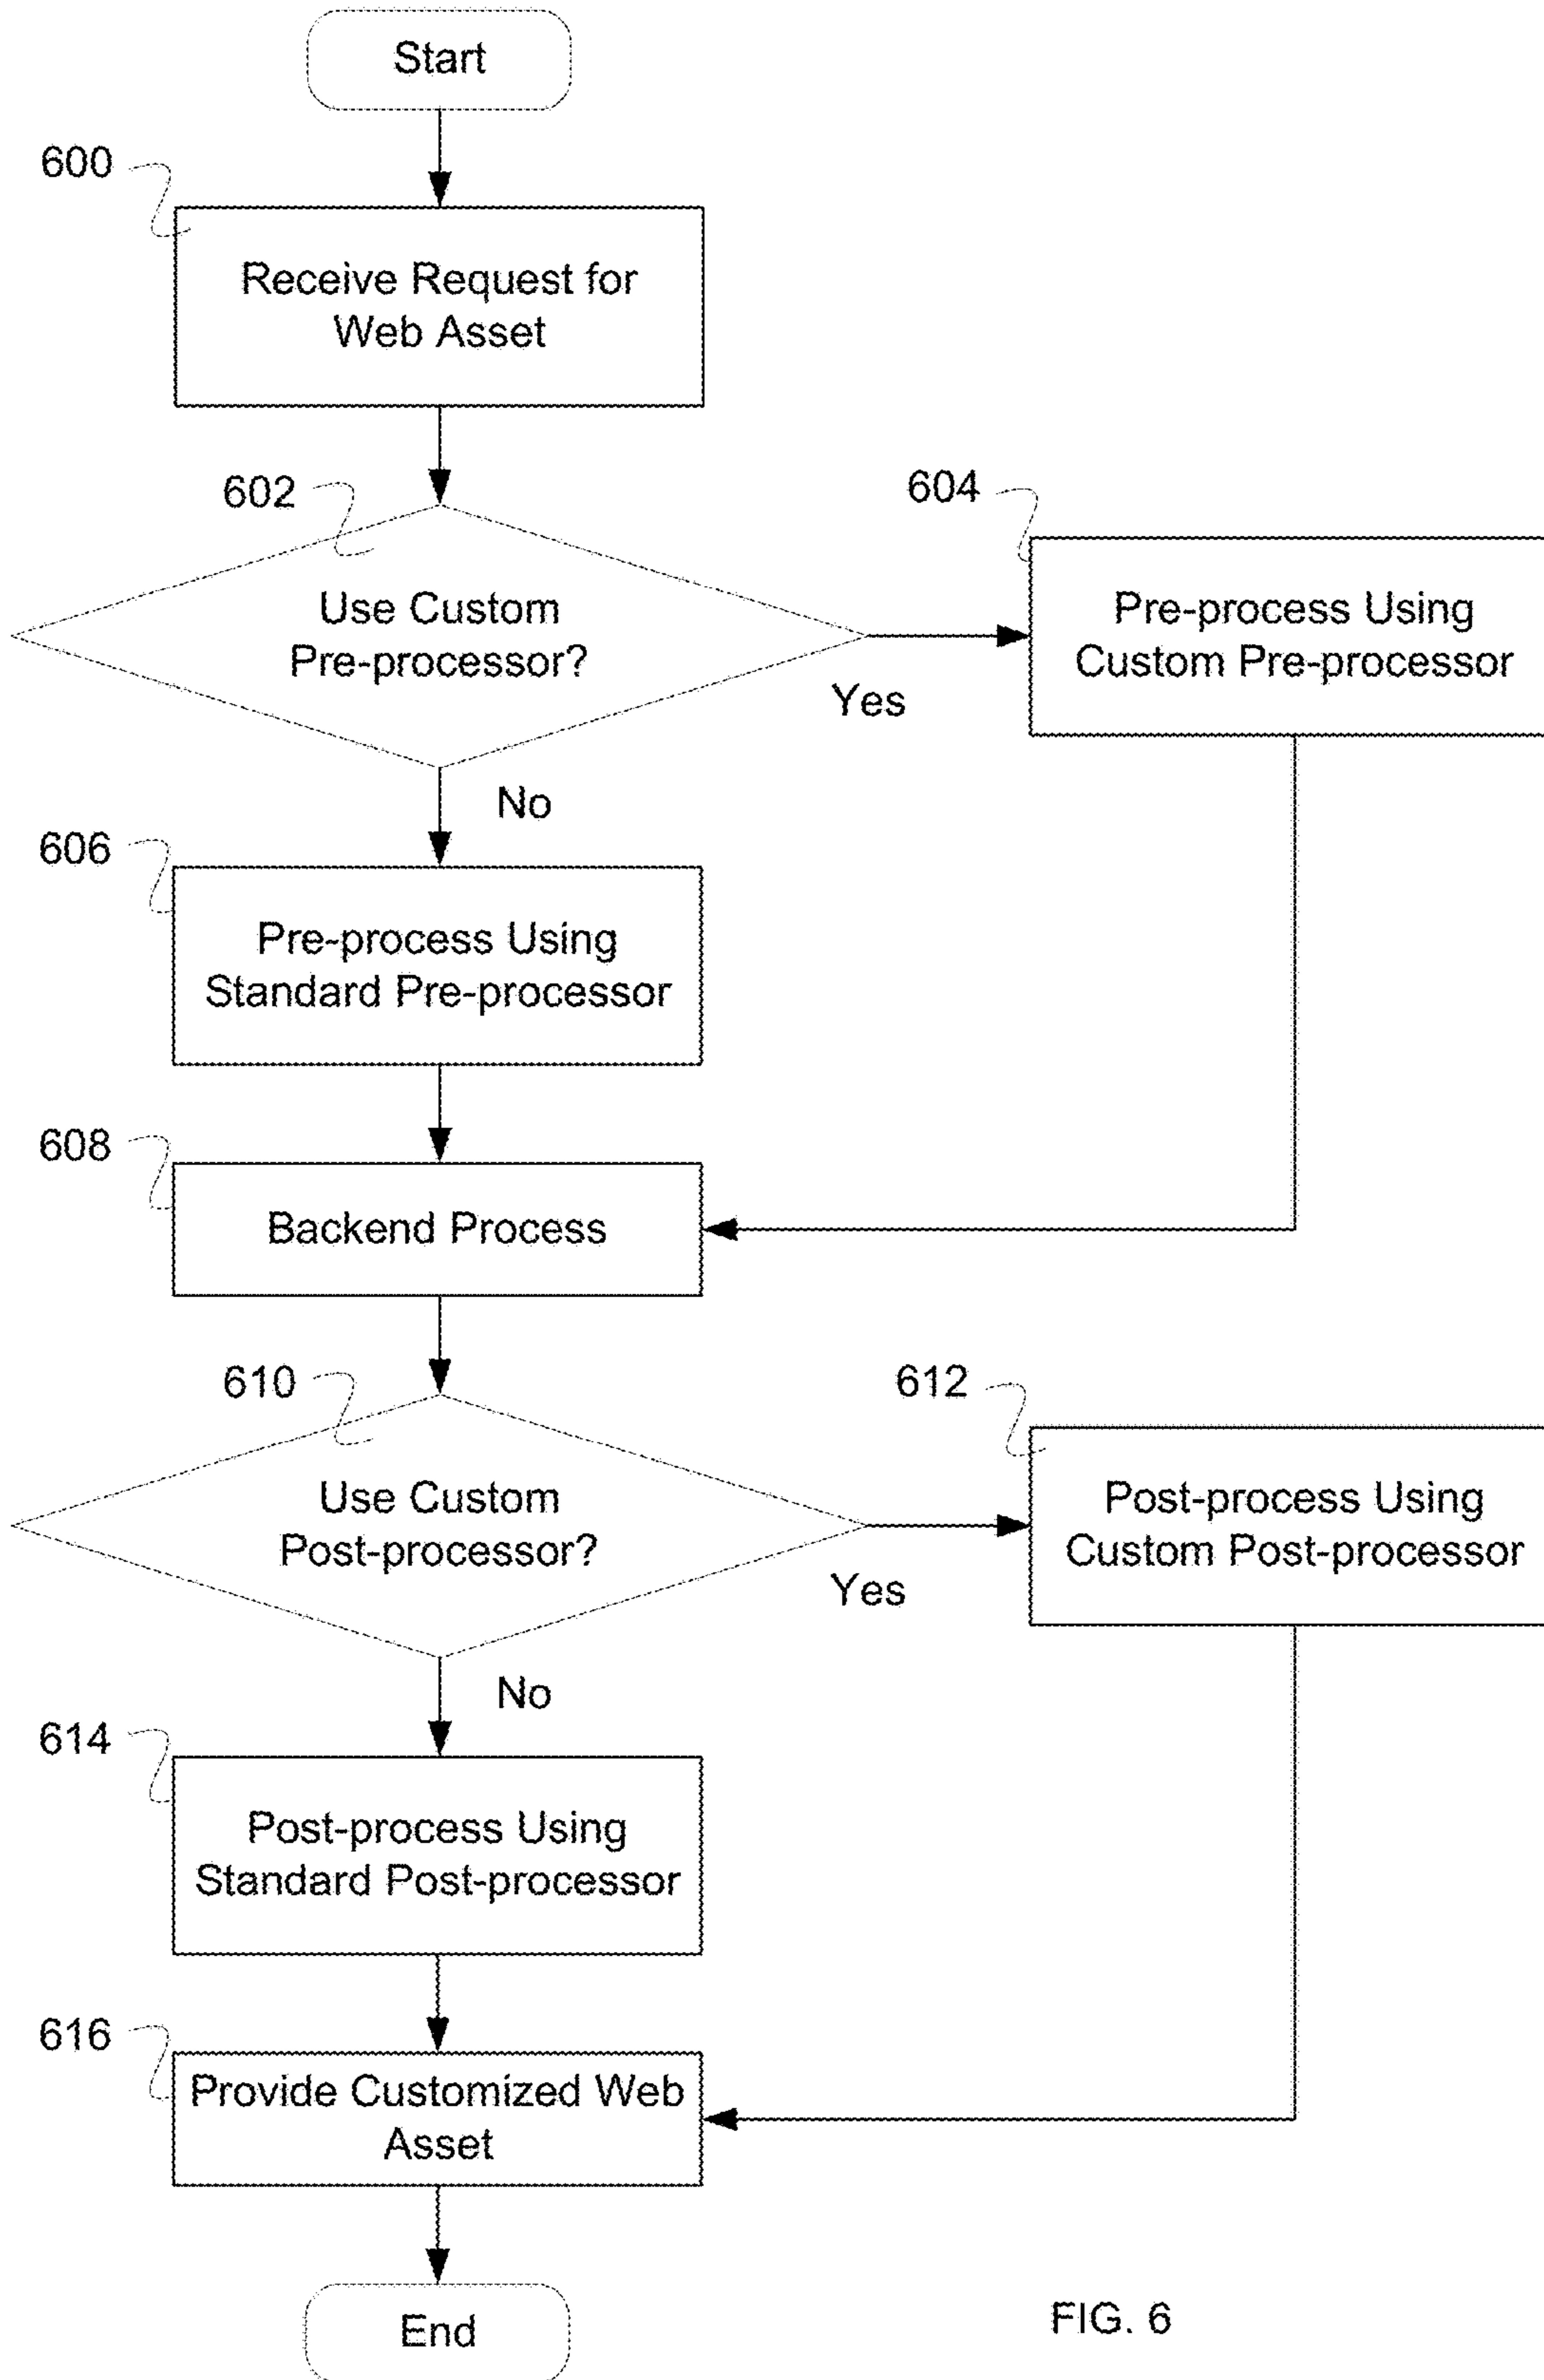 Start
600
Receive Request for
Web Asset
602
604
Use Custom
Pre-processor?
Pre-process Using
Custom Pre-processor
Yes
No
606
Pre-process Using
Standard Pre-processor
608
Backend Process
610
612
Use Custom
Post-processor?
Post-process Using
Custom Post-processor
Yes
No
614
Post-process Using
Standard Post-processor
616
Provide Customized Web
Asset
End
FIG. 6